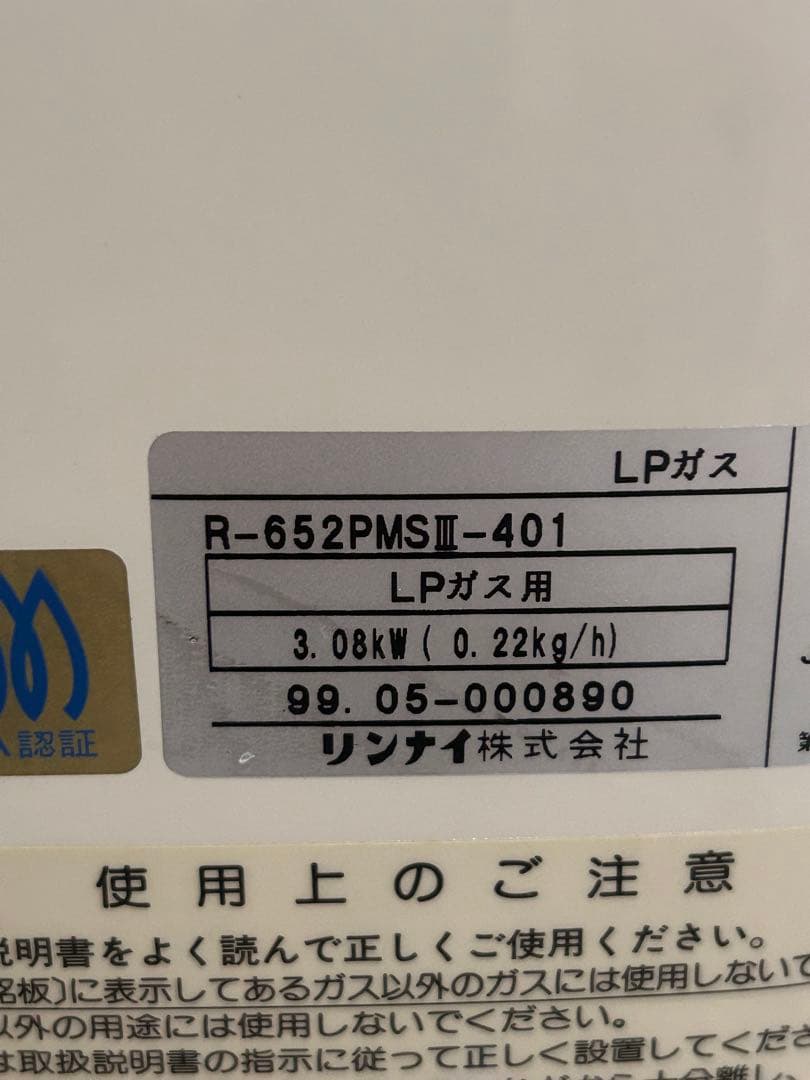 LPガス
R-652PMSⅢ-401
LPガス用
3.08kW( 0.22kg/h)
99.05-000890
リンナイ株式会社
認証
使用上のご注意
説明書をよく読んで正しくご使用ください。
銘板)に表示してあるガス以外のガスには使用しないで
以外の用途には使用しないでください。
は取扱説明書の指示に従って正しく設置してくださ